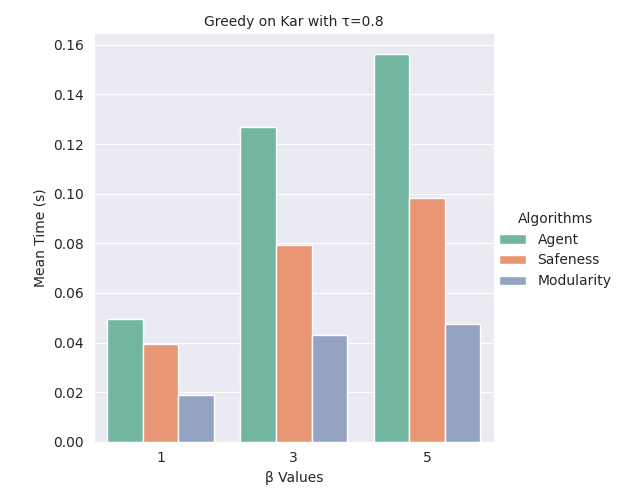 Greedy on Kar with τ=0.8
0.16
0.14
0.12
0.10
0.08
0.06
0.04
0.02
0.00
Mean Time (s)
1 3 5
β Values
Algorithms
Agent
Safeness
Modularity